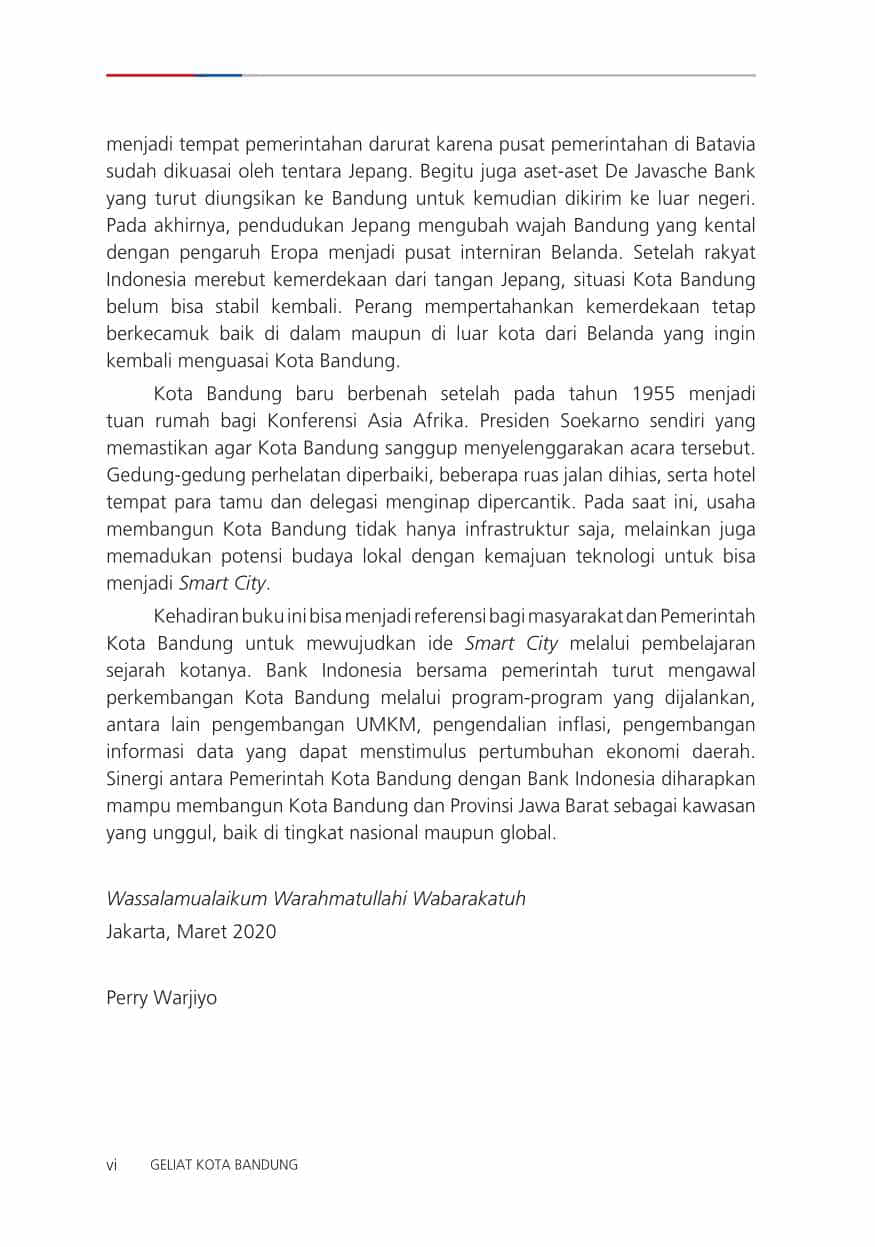 menjadi tempat pemerintahan darurat karena pusat pemerintahan di Batavia
sudah dikuasai oleh tentara Jepang. Begitu juga aset-aset De Javasche Bank
yang turut diungsikan ke Bandung untuk kemudian dikirim ke luar negeri.
Pada akhirnya, pendudukan Jepang mengubah wajah Bandung yang kental
dengan pengaruh Eropa menjadi pusat interniran Belanda. Setelah rakyat
Indonesia merebut kemerdekaan dari tangan Jepang, situasi Kota Bandung
belum bisa stabil kembali. Perang mempertahankan kemerdekaan tetap
berkecamuk baik di dalam maupun di luar kota dari Belanda yang ingin
kembali menguasai Kota Bandung.
Kota Bandung baru berbenah setelah pada tahun 1955 menjadi
tuan rumah bagi Konferensi Asia Afrika. Presiden Soekarno sendiri yang
memastikan agar Kota Bandung sanggup menyelenggarakan acara tersebut.
Gedung-gedung perhelatan diperbaiki, beberapa ruas jalan dihias, serta hotel
tempat para tamu dan delegasi menginap dipercantik. Pada saat ini, usaha
membangun Kota Bandung tidak hanya infrastruktur saja, melainkan juga
memadukan potensi budaya lokal dengan kemajuan teknologi untuk bisa
menjadi Smart City.
Kehadiran buku ini bisa menjadi referensi bagi masyarakat dan Pemerintah
Kota Bandung untuk mewujudkan ide Smart City melalui pembelajaran
sejarah kotanya. Bank Indonesia bersama pemerintah turut mengawal
perkembangan Kota Bandung melalui program-program yang dijalankan,
antara lain pengembangan UMKM, pengendalian inflasi, pengembangan
informasi data yang dapat menstimulus pertumbuhan ekonomi daerah.
Sinergi antara Pemerintah Kota Bandung dengan Bank Indonesia diharapkan
mampu membangun Kota Bandung dan Provinsi Jawa Barat sebagai kawasan
yang unggul, baik di tingkat nasional maupun global.
Wassalamualaikum Warahmatullahi Wabarakatuh
Jakarta, Maret 2020
Perry Warjiyo
vi GELIAT KOTA BANDUNG